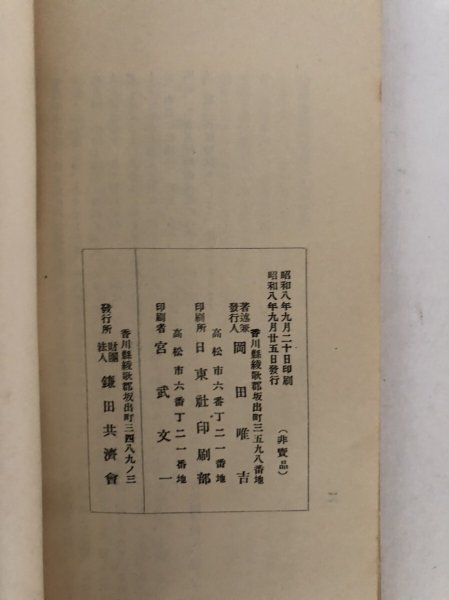 昭和八年九月二十日印刷
昭和八年九月廿五日發行
(非賣品)
香川縣綾歌郡坂出町三五九八番地
著述兼發行人 岡田唯吉
高松市六番丁二一番地
印刷所 日東社印刷部
高松市六番丁二一番地
印刷者 宮武文一
香川縣綾歌郡坂出町三四八九ノ三
發行所 財團法人 鎌田共濟會